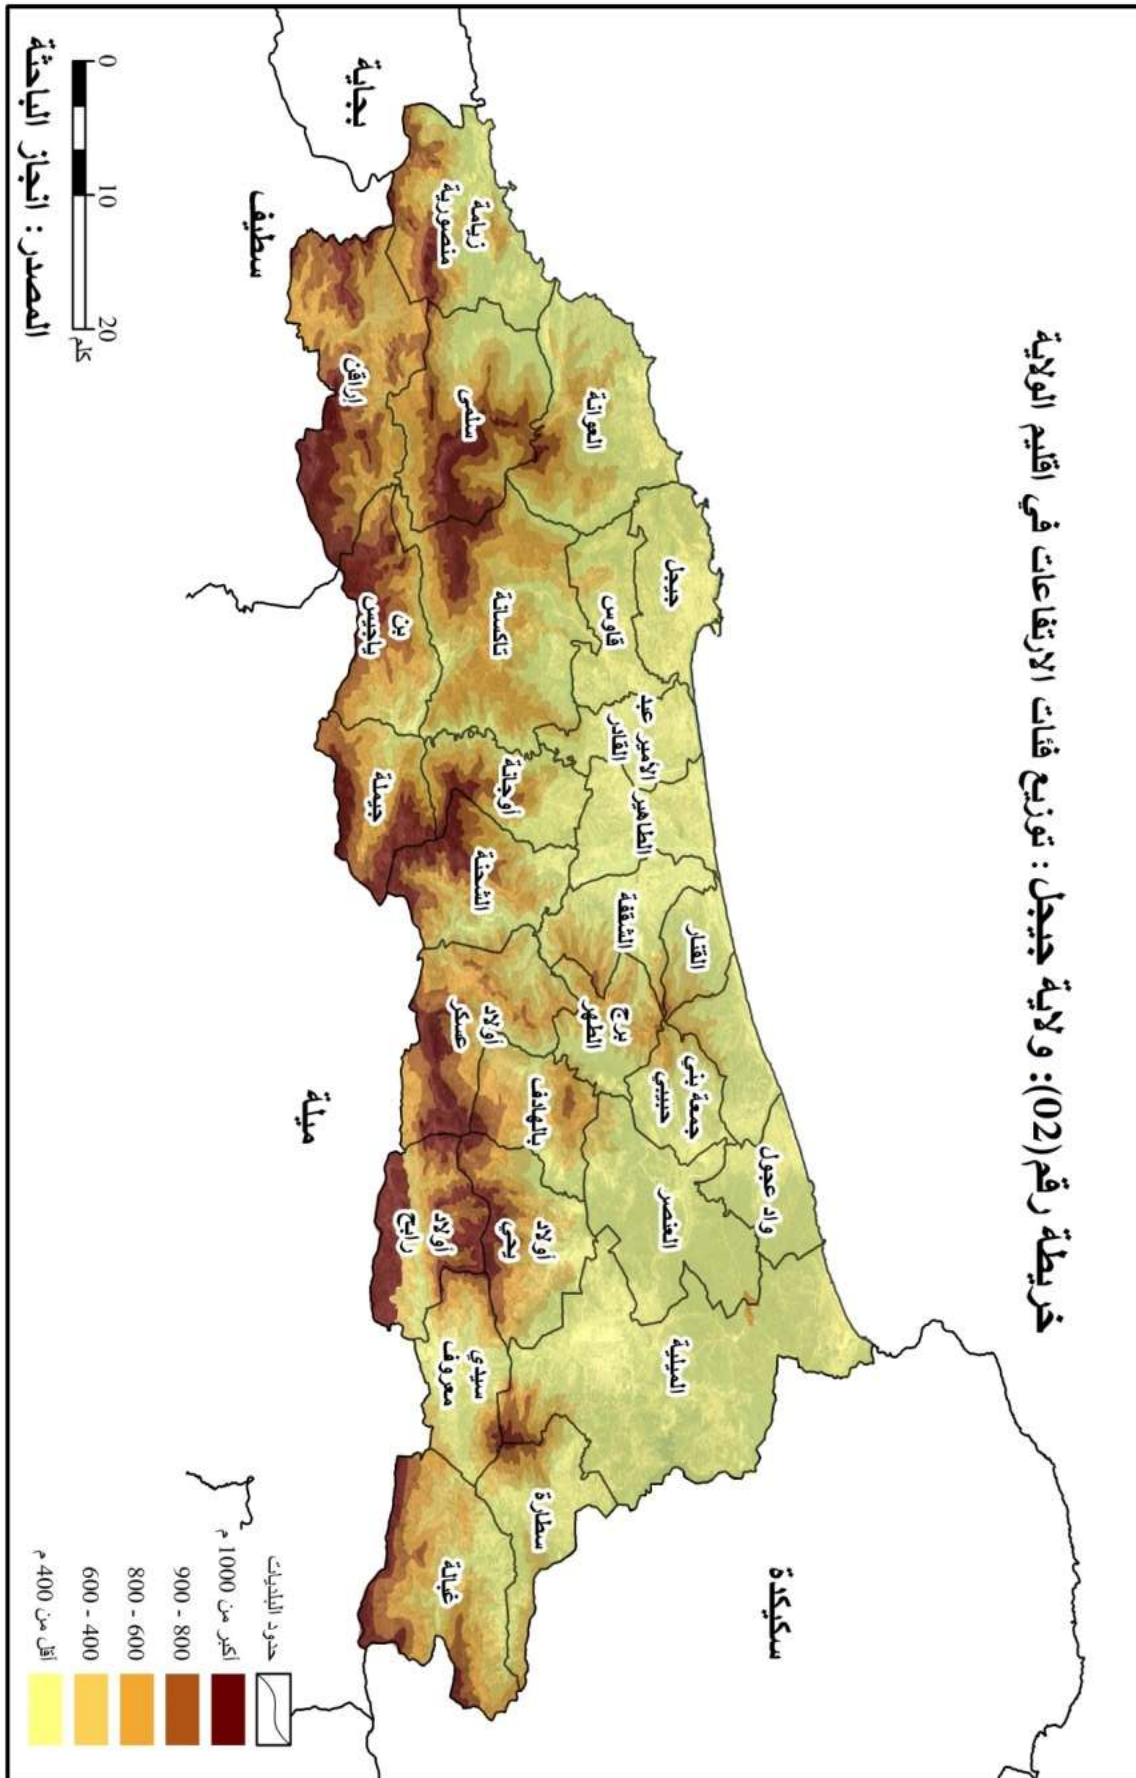 خريطة رقم(02): ولاية جيجل : توزيع فئات الارتفاعات في اقليم الولاية
سكيكدة
جيجل
العوانة
زيامة
منصورية
قاوس
الأمير عبد
القادر
الطاهير
القنار
الشقفة
جمعة بني
حبيبي
واد عجول
العنصر
الميلية
برج
الطهر
سلمى
تاكسانة
أوجانة
الشحنة
أولاد
عسكر
بالهادف
أولاد
يحي
سطارة
سيدي
معروف
أولاد
رابح
غبالة
إراقن
بن
ياجيس
جيملة
بجاية
سطيف
ميلة
حدود البلديات
أكبر من 1000 م
900 - 800
800 - 600
600 - 400
أقل من 400 م
0 10 20
كلم
المصدر : انجاز الباحثة